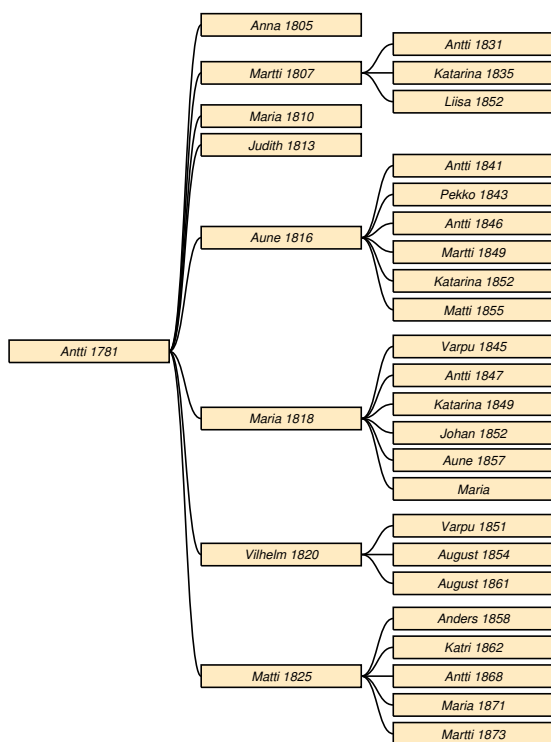 Anna 1805
Antti 1831
Martti 1807
Katarina 1835
Liisa 1852
Maria 1810
Judith 1813
Antti 1841
Pekko 1843
Antti 1846
Aune 1816
Martti 1849
Katarina 1852
Matti 1855
Antti 1781
Varpu 1845
Antti 1847
Katarina 1849
Maria 1818
Johan 1852
Aune 1857
Maria
Varpu 1851
Vilhelm 1820
August 1854
August 1861
Anders 1858
Katri 1862
Matti 1825
Antti 1868
Maria 1871
Martti 1873